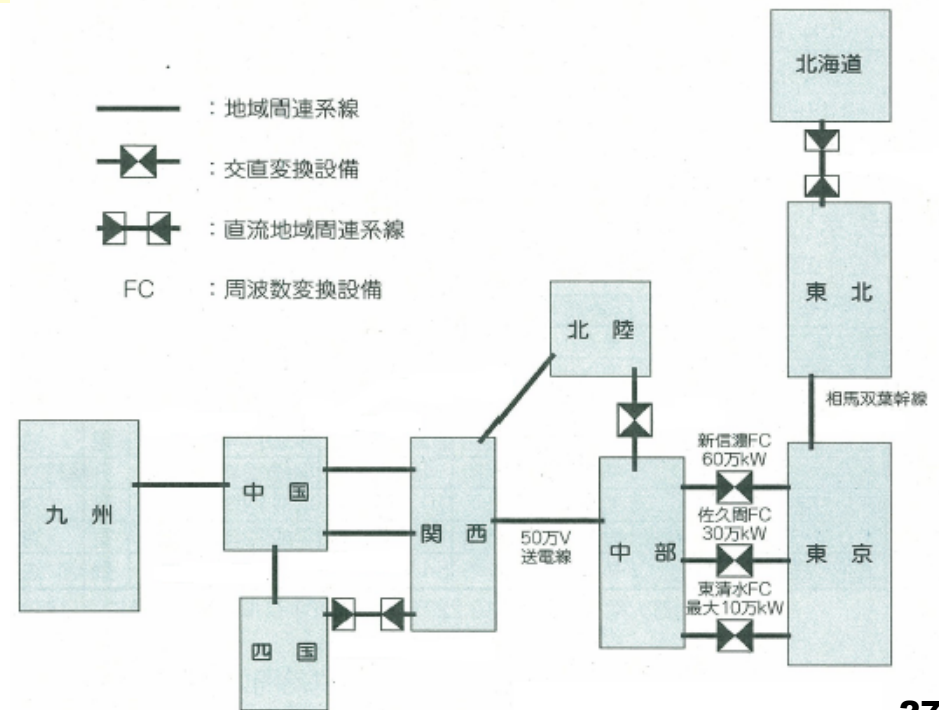 北海道
：地域間連系線
：交直変換設備
：直流地域間連系線
FC ：周波数変換設備
東 北
北 陸
相馬双葉幹線
新信濃FC
60万kW
九 州
中 国
関 西
50万V
送電線
中 部
佐久間FC
30万kW
東 京
東清水FC
最大10万kW
四 国
37